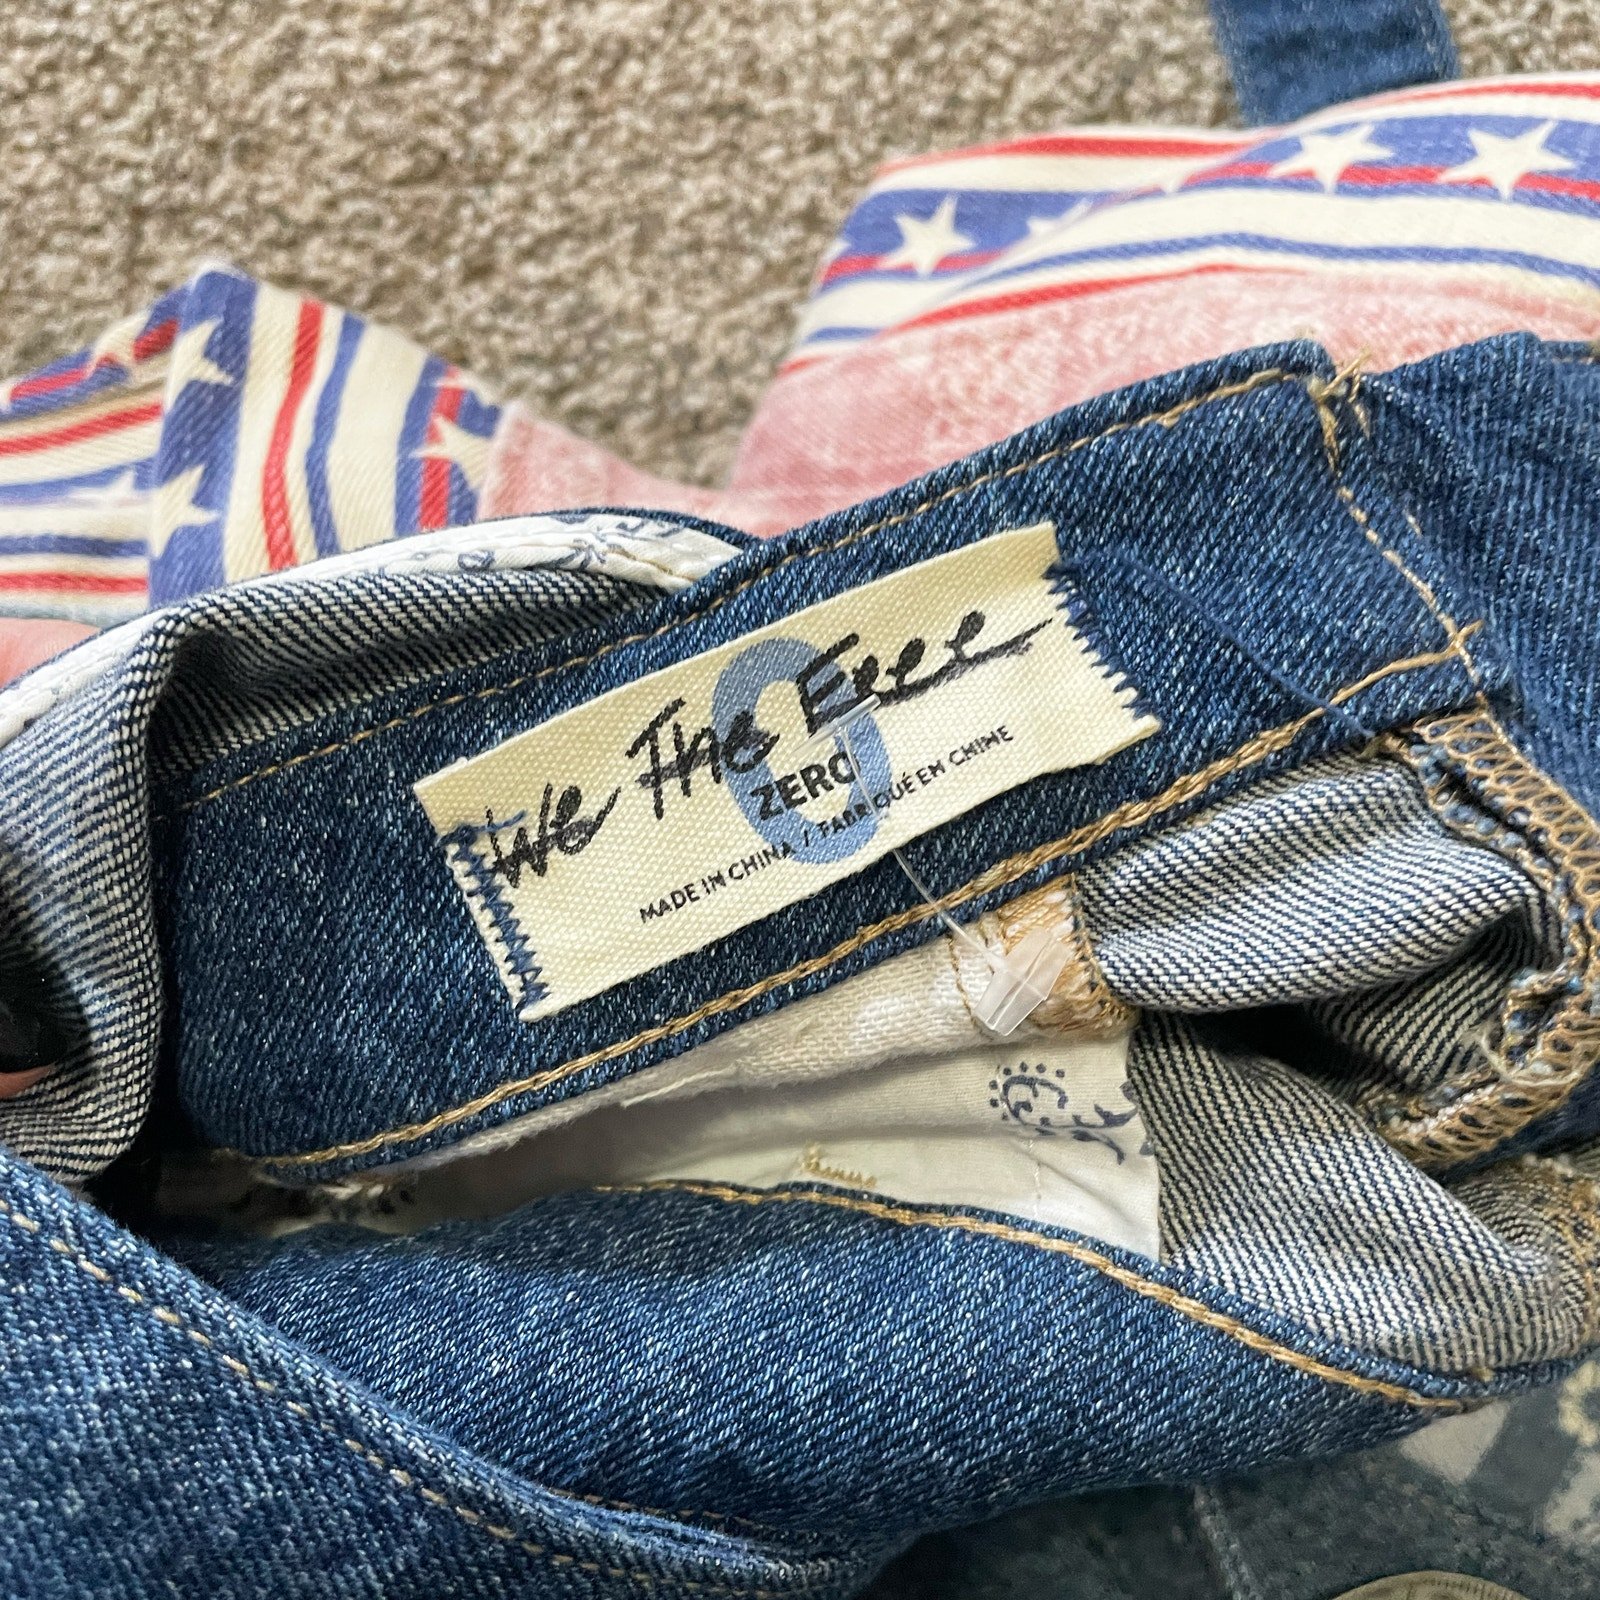 We The Free
0
ZERO
MADE IN CHINA / FABRIQUÉ EN CHINE